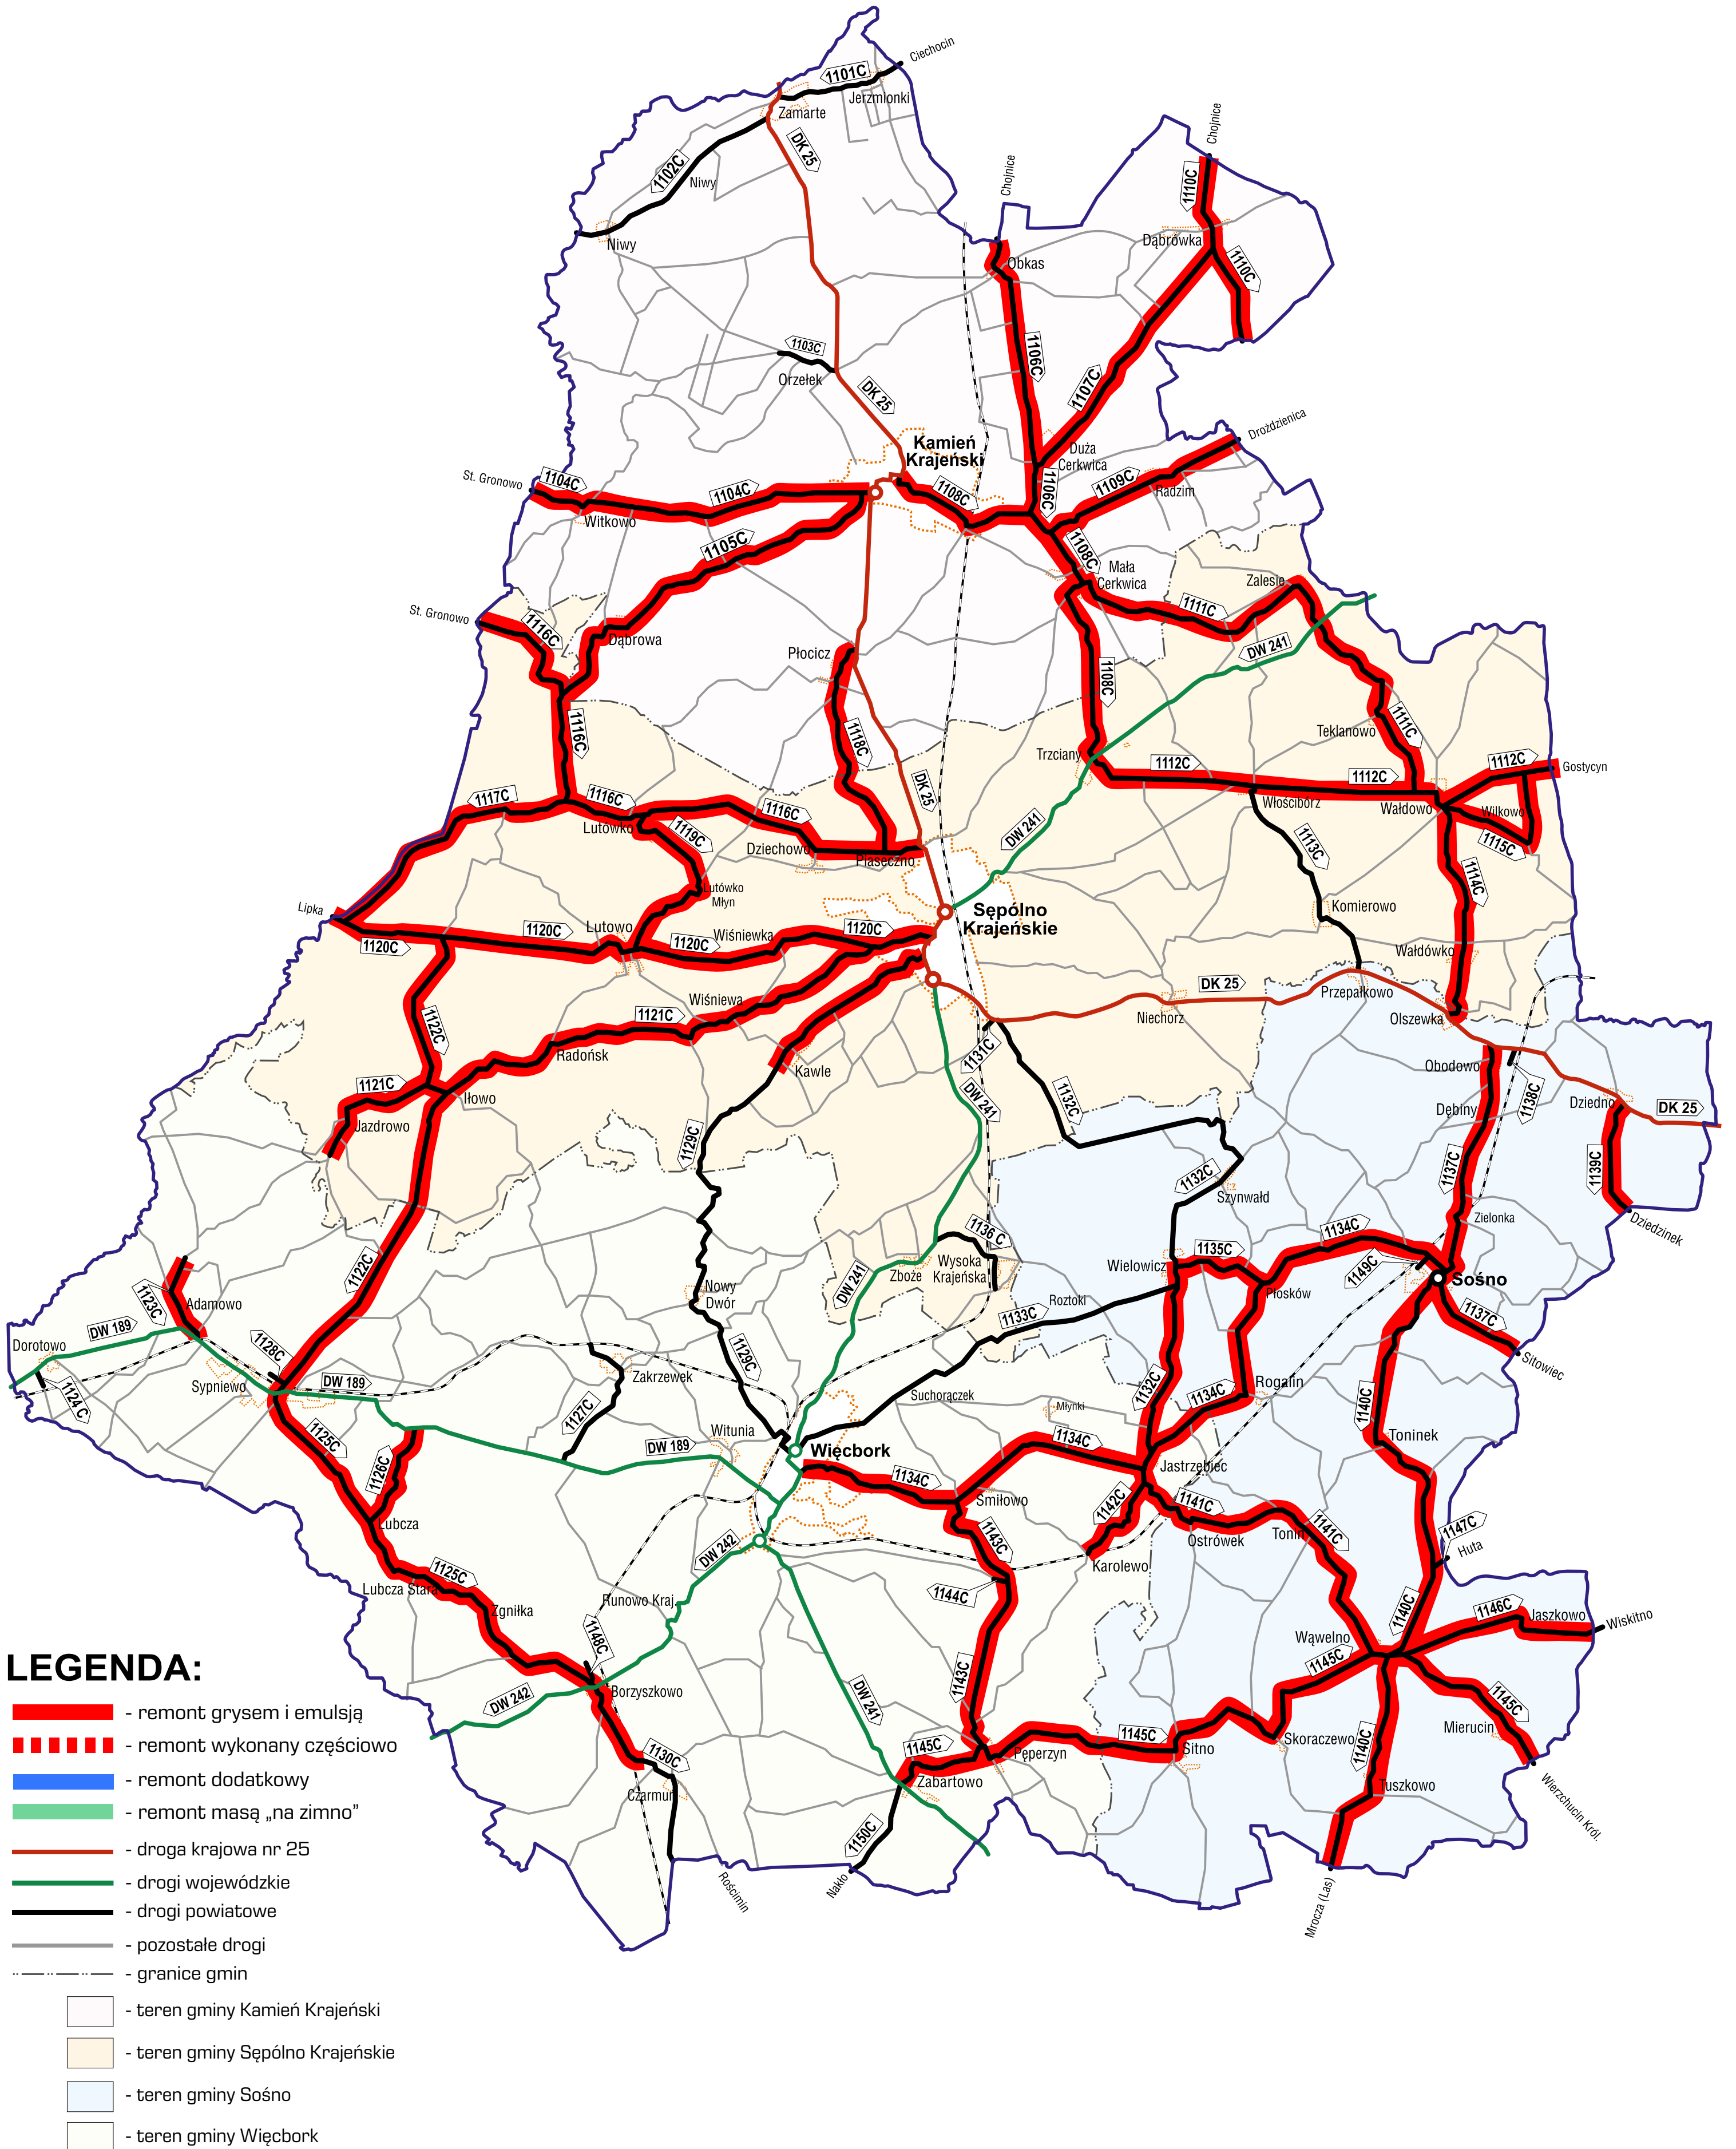 Ciechocin
1101C
Jerzmionki
Zamarte
DK 25
1102C
Niwy
Niwy
Chojnice
Chojnice
1110C
Dąbrówka
1110C
Obkas
1106C
1107C
1103C
Orzełek
DK 25
Kamień
Krajeński
Duża
Cerkwica
Drożdzienica
St. Gronowo
1104C
1104C
Witkowo
1108C
1106C
1109C
Radzim
1105C
1108C
Mała
Cerkwica
Zalesie
1111C
DW 241
St. Gronowo
1116C
Dąbrowa
Płocicz
1108C
1116C
1118C
Teklanowo
1111C
Trzciany
1112C
1112C
1112C
Gostycyn
DK 25
1117C
1116C
1116C
Lutówko
1119C
Dziechowo
Piaseczno
DW 241
Włościbórz
Wałdowo
Wilkowo
1115C
1113C
1114C
Lutówko
Młyn
Lipka
Sępólno
Krajeńskie
Komierowo
1120C
1120C
Lutowo
1120C
Wiśniewka
1120C
Wałdówko
Wiśniewa
DK 25
Przepałkowo
Niechorz
Olszewka
1122C
1121C
Radońsk
Kawle
1131C
DW 241
1132C
Obodowo
1138C
Dziedno
DK 25
1121C
Iłowo
Jazdrowo
Dębiny
1129C
1137C
1139C
1132C
Szynwałd
Zielonka
Dziedzinek
1136 C
Wysoka
Krajeńska
Zboże
DW 241
1134C
1135C
Wielowicz
1149C
Sośno
Płosków
1122C
1123C
Adamowo
Nowy
Dwór
Roztoki
1133C
1137C
Sitowiec
DW 189
Dorotowo
1128C
1129C
Sypniewo
DW 189
1124 C
Zakrzewek
1127C
Suchorączek
1132C
1134C
Rogalin
1140C
Młynki
1125C
Witunia
DW 189
Więcbork
1134C
Toninek
1126C
1134C
Jastrzębiec
Śmiłowo
1142C
1141C
Lubcza
1143C
Ostrówek
Tonin
1141C
1147C
Huta
DW 242
Karolewo
1125C
Lubcza Stara
1144C
Runowo Kraj.
Zgniłka
1140C
1146C
Jaszkowo
Wiskitno
1148C
Wąwelno
1145C
1143C
DW 242
Borzyszkowo
DW 241
1145C
Mierucin
1145C
1145C
Skoraczewo
1140C
Pęperzyn
Sitno
1130C
Zabartowo
Tuszkowo
Czarmuń
Wierzchucin Król.
1150C
Nakło
Rościmin
Mrocza (Las)
LEGENDA:
- remont grysem i emulsją
- remont wykonany częściowo
- remont dodatkowy
- remont masą „na zimno”
- droga krajowa nr 25
- drogi wojewódzkie
- drogi powiatowe
- pozostałe drogi
- granice gmin
- teren gminy Kamień Krajeński
- teren gminy Sępólno Krajeńskie
- teren gminy Sośno
- teren gminy Więcbork